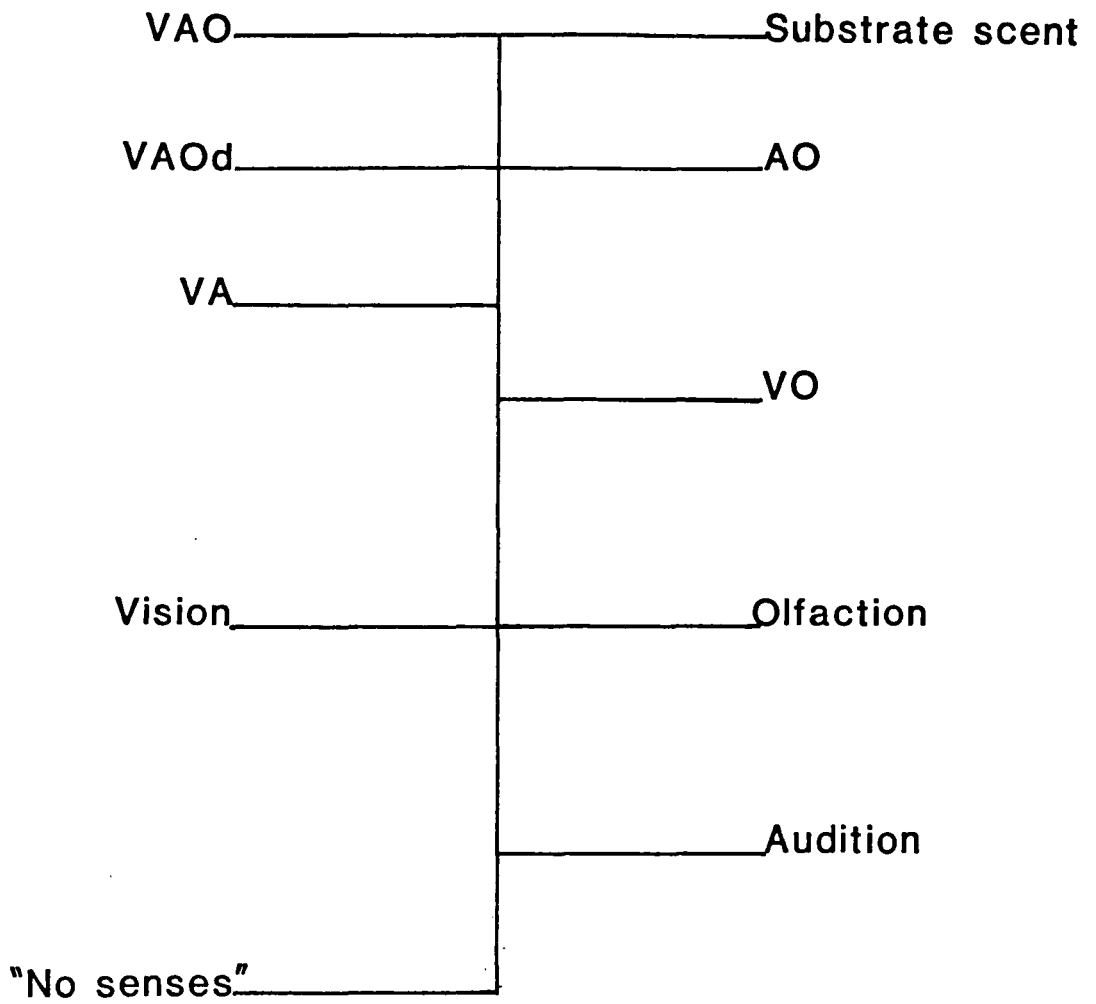 VAO Substrate scent
VAOd AO
VA
VO
Vision Olfaction
Audition
"No senses"